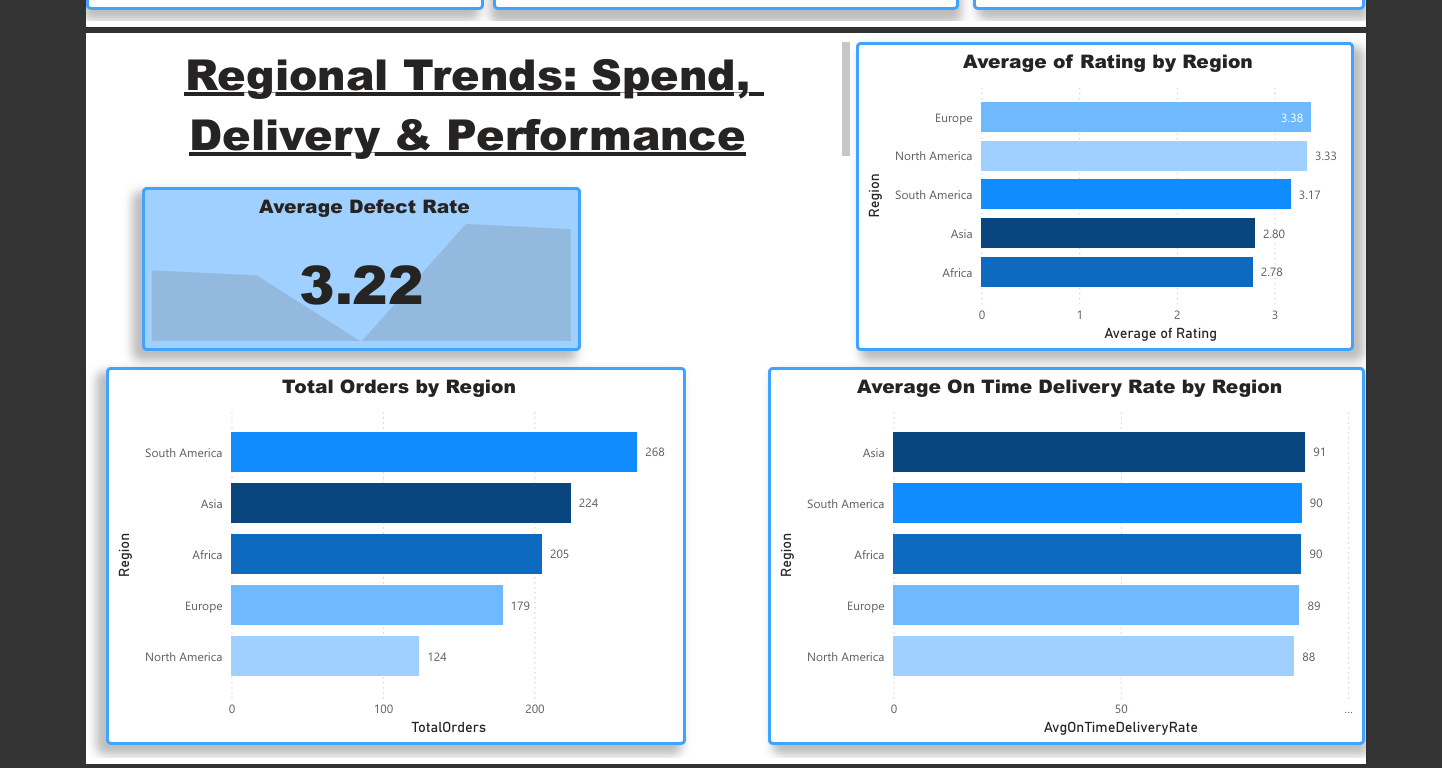 Regional Trends: Spend,
Delivery & Performance
Average Defect Rate
3.22
Average of Rating by Region
Region
Europe 3.38
North America 3.33
South America 3.17
Asia 2.80
Africa 2.78
0 1 2 3
Average of Rating
Total Orders by Region
Region
South America 268
Asia 224
Africa 205
Europe 179
North America 124
0 100 200
TotalOrders
Average On Time Delivery Rate by Region
Region
Asia 91
South America 90
Africa 90
Europe 89
North America 88
0 50 ...
AvgOnTimeDeliveryRate